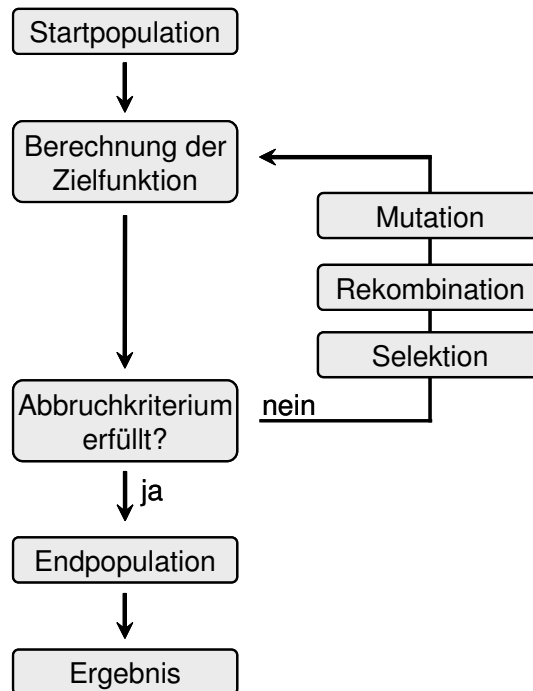 Startpopulation
Berechnung der
Zielfunktion
Mutation
Rekombination
Selektion
Abbruchkriterium
erfüllt?
nein
ja
Endpopulation
Ergebnis